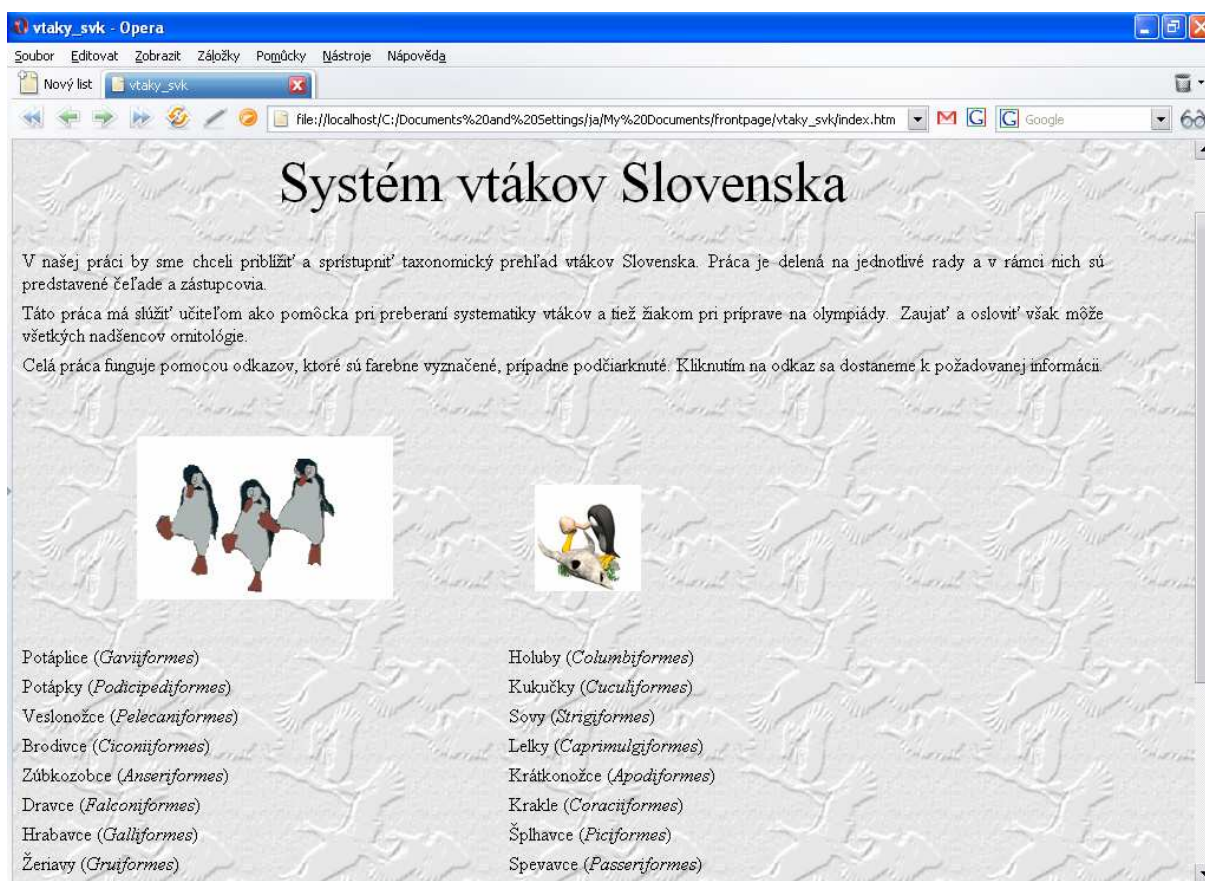 vtaky_svk - Opera
Soubor Editovat Zobrazit Záložky Pomůcky Nástroje Nápověda
Nový list vtaky_svk
file://localhost/C:/Documents%20and%20Settings/ja/My%20Documents/frontpage/vtaky_svk/index.htm G G Google
Systém vtákov Slovenska
V našej práci by sme chceli priblížiť a sprístupniť taxonomický prehľad vtákov Slovenska. Práca je delená na jednotlivé rady a v rámci nich sú
predstavené čeľade a zástupcovia.
Táto práca má slúžiť učiteľom ako pomôcka pri preberaní systematiky vtákov a tiež žiakom pri príprave na olympiády. Zaujať a osloviť však môže
všetkých nadšencov ornitológie.
Celá práca funguje pomocou odkazov, ktoré sú farebne vyznačené, prípadne podčiarknuté. Kliknutím na odkaz sa dostaneme k požadovanej informácii.
Potáplice (Gaviiformes)
Potápky (Podicipediformes)
Veslonožce (Pelecaniformes)
Brodivce (Ciconiiformes)
Zúbkozobce (Anseriformes)
Dravce (Falconiformes)
Hrabavce (Galliformes)
Žeriavy (Gruiformes)
Holuby (Columbiformes)
Kukučky (Cuculiformes)
Sovy (Strigiformes)
Lelky (Caprimulgiformes)
Krátkonožce (Apodiformes)
Krakle (Coraciiformes)
Šplhavce (Piciformes)
Spevavce (Passeriformes)